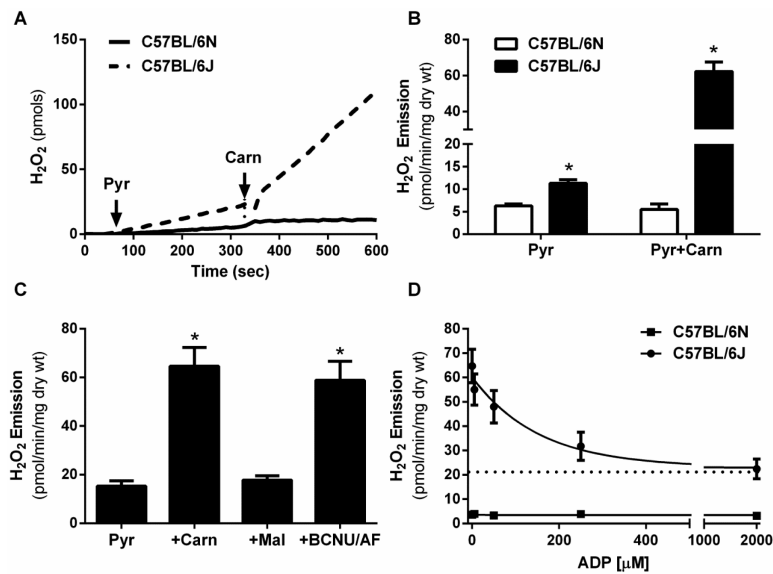 A
C57BL/6N
C57BL/6J
H₂O₂ (pmols)
150
100
50
0
Pyr
Carn
0 100 200 300 400 500 600
Time (sec)
B
C57BL/6N
C57BL/6J
H₂O₂ Emission
(pmol/min/mg dry wt)
80
60
40
20
15
10
5
0
*
*
Pyr Pyr+Carn
C
H₂O₂ Emission
(pmol/min/mg dry wt)
80
60
40
20
0
*
*
Pyr +Carn +Mal +BCNU/AF
D
C57BL/6N
C57BL/6J
H₂O₂ Emission
(pmol/min/mg dry wt)
80
70
60
50
40
30
20
10
0
0 200 400 1000 2000
ADP [µM]